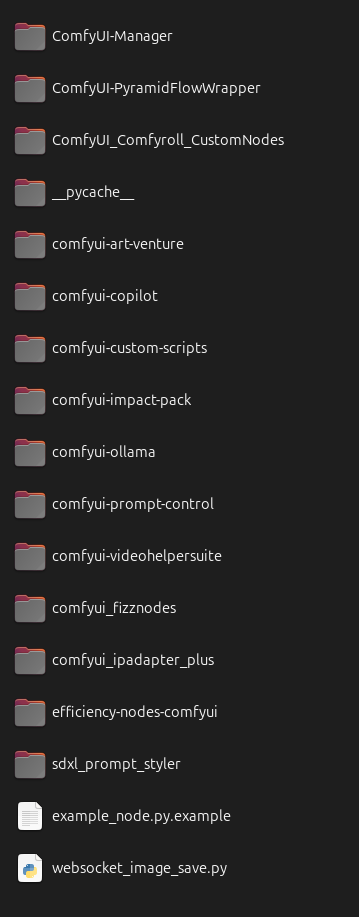 ComfyUI-Manager
ComfyUI-PyramidFlowWrapper
ComfyUI_Comfyroll_CustomNodes
__pycache__
comfyui-art-venture
comfyui-copilot
comfyui-custom-scripts
comfyui-impact-pack
comfyui-ollama
comfyui-prompt-control
comfyui-videohelpersuite
comfyui_fizznodes
comfyui_ipadapter_plus
efficiency-nodes-comfyui
sdxl_prompt_styler
example_node.py.example
websocket_image_save.py